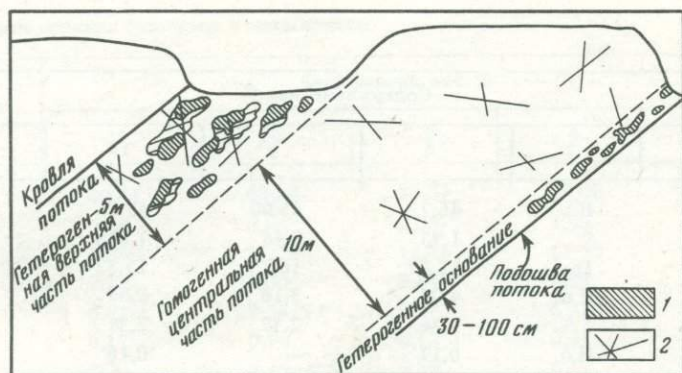 Кровля
потока
Гетероген-5м
ная верхняя
часть потока
Гомогенная
центральная
часть потока
10м
Гетерогенное основание
30-100 см
Подошва
потока
1
2